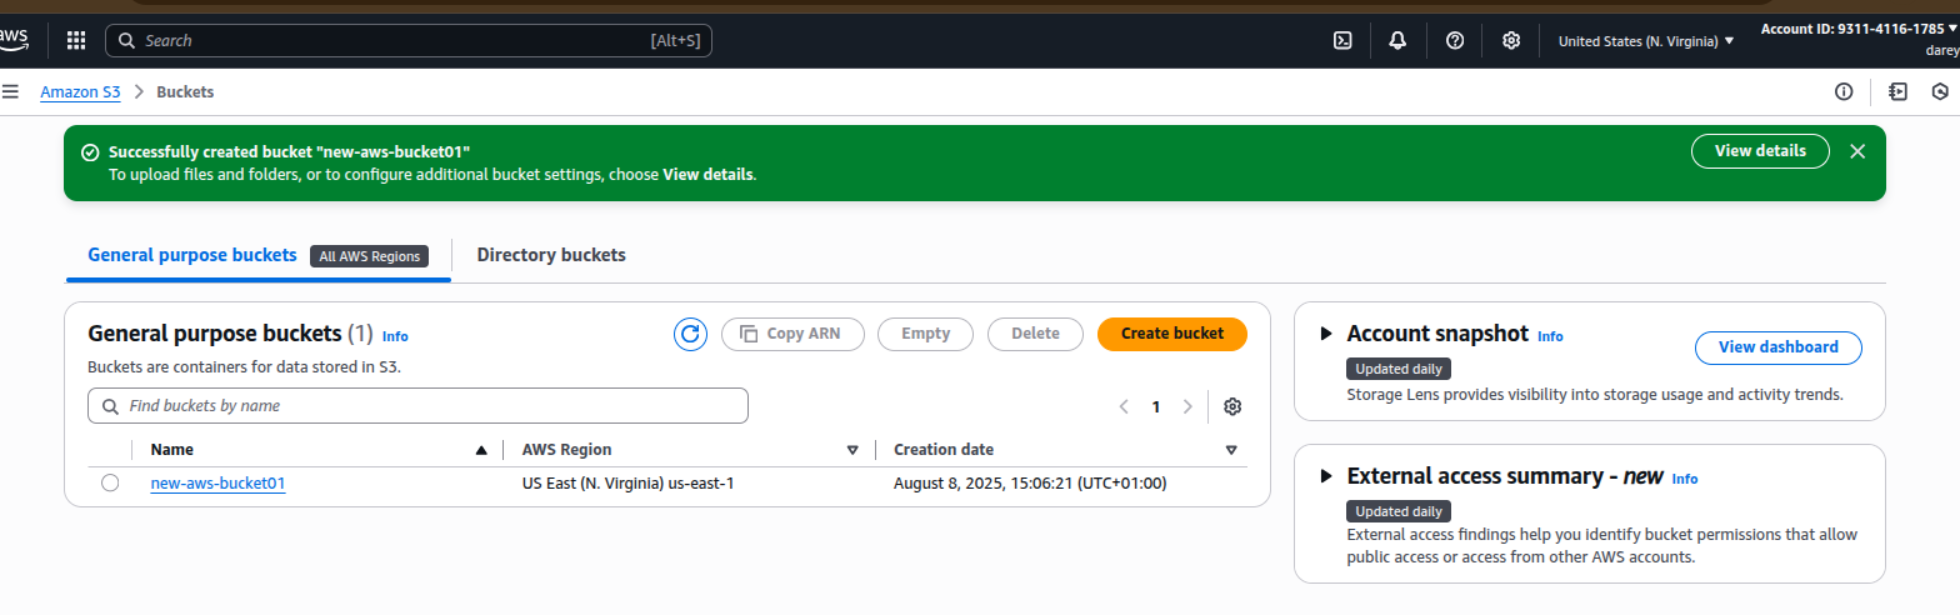 aws
Search [Alt+S]
United States (N. Virginia)
Account ID: 9311-4116-1785
darey
Amazon S3 > Buckets
Successfully created bucket "new-aws-bucket01"
To upload files and folders, or to configure additional bucket settings, choose View details.
View details
General purpose buckets All AWS Regions
Directory buckets
General purpose buckets (1) Info
Copy ARN
Empty
Delete
Create bucket
Buckets are containers for data stored in S3.
Find buckets by name
1
Name AWS Region Creation date
new-aws-bucket01 US East (N. Virginia) us-east-1 August 8, 2025, 15:06:21 (UTC+01:00)
Account snapshot Info
View dashboard
Updated daily
Storage Lens provides visibility into storage usage and activity trends.
External access summary - new Info
Updated daily
External access findings help you identify bucket permissions that allow
public access or access from other AWS accounts.